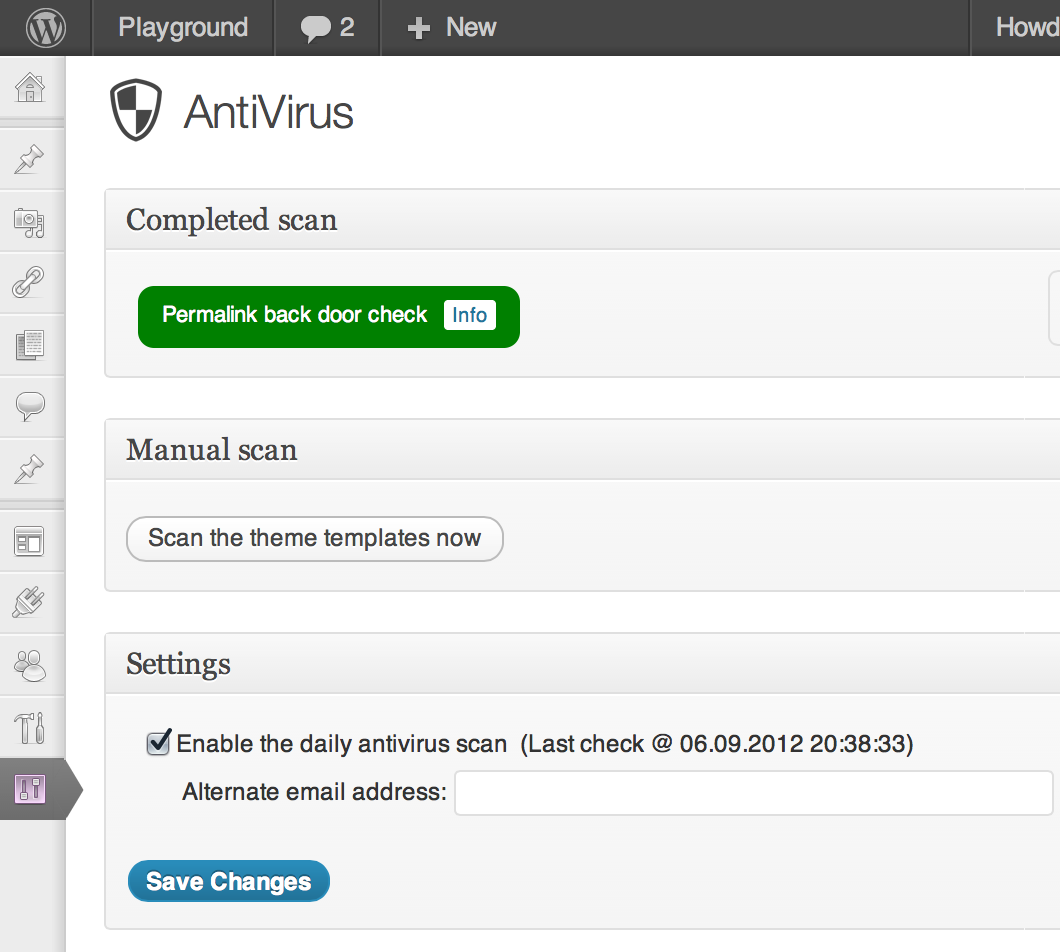 Playground
2
New
Howd
AntiVirus
Completed scan
Permalink back door check Info
Manual scan
Scan the theme templates now
Settings
Enable the daily antivirus scan (Last check @ 06.09.2012 20:38:33)
Alternate email address:
Save Changes